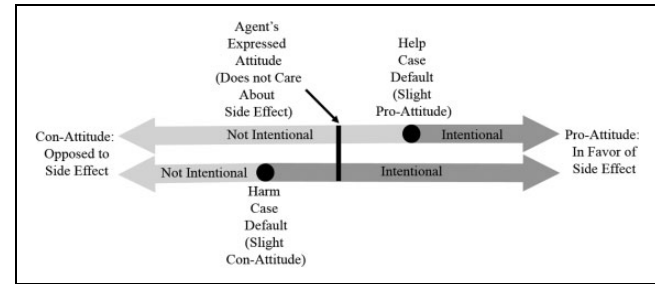 Agent's
Expressed
Attitude
(Does not Care
About
Side Effect)
Help
Case
Default
(Slight
Pro-Attitude)
Con-Attitude:
Opposed to
Side Effect
Not Intentional
Intentional
Pro-Attitude:
In Favor of
Side Effect
Not Intentional
Intentional
Harm
Case
Default
(Slight
Con-Attitude)